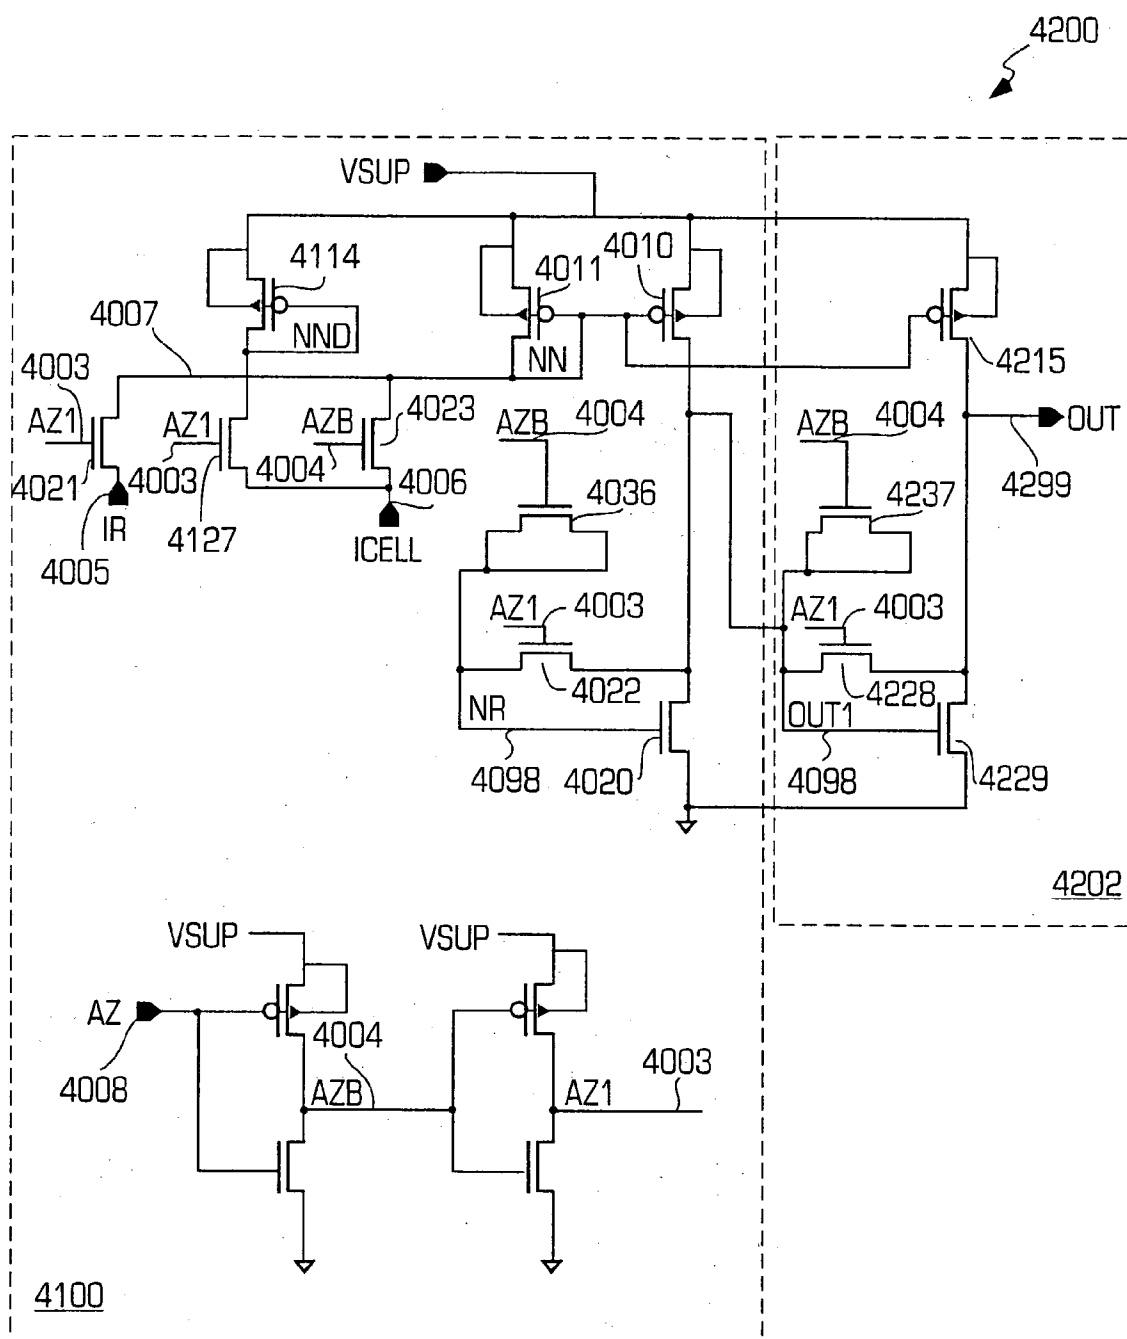 4200
VSUP
4114
4011
4010
4007
NND
NN
4215
4003
AZ1
AZ1
AZB
4023
AZB
4004
AZB
4004
OUT
4021
4003
4004
4006
4036
4237
4299
IR
4127
ICELL
4005
AZ1
4003
AZ1
4003
4022
4228
NR
OUT1
4098
4020
4098
4229
4202
VSUP
VSUP
AZ
4004
4003
4008
AZB
AZ1
4100